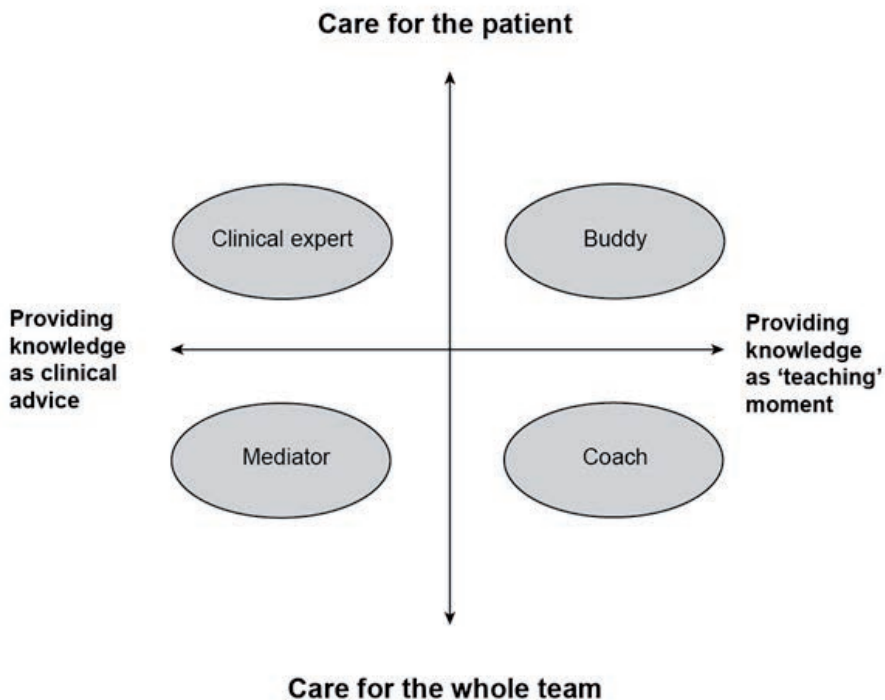 Care for the patient
Clinical expert
Buddy
Providing
knowledge
as clinical
advice
Providing
knowledge
as ‘teaching’
moment
Mediator
Coach
Care for the whole team